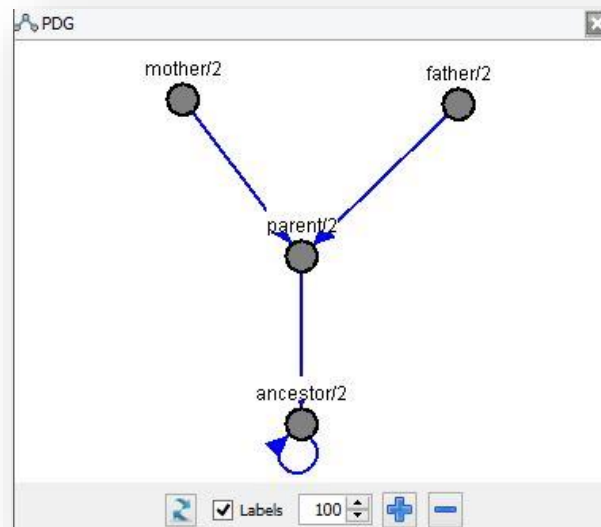 PDG
mother/2
father/2
parent/2
ancestor/2
Labels
100